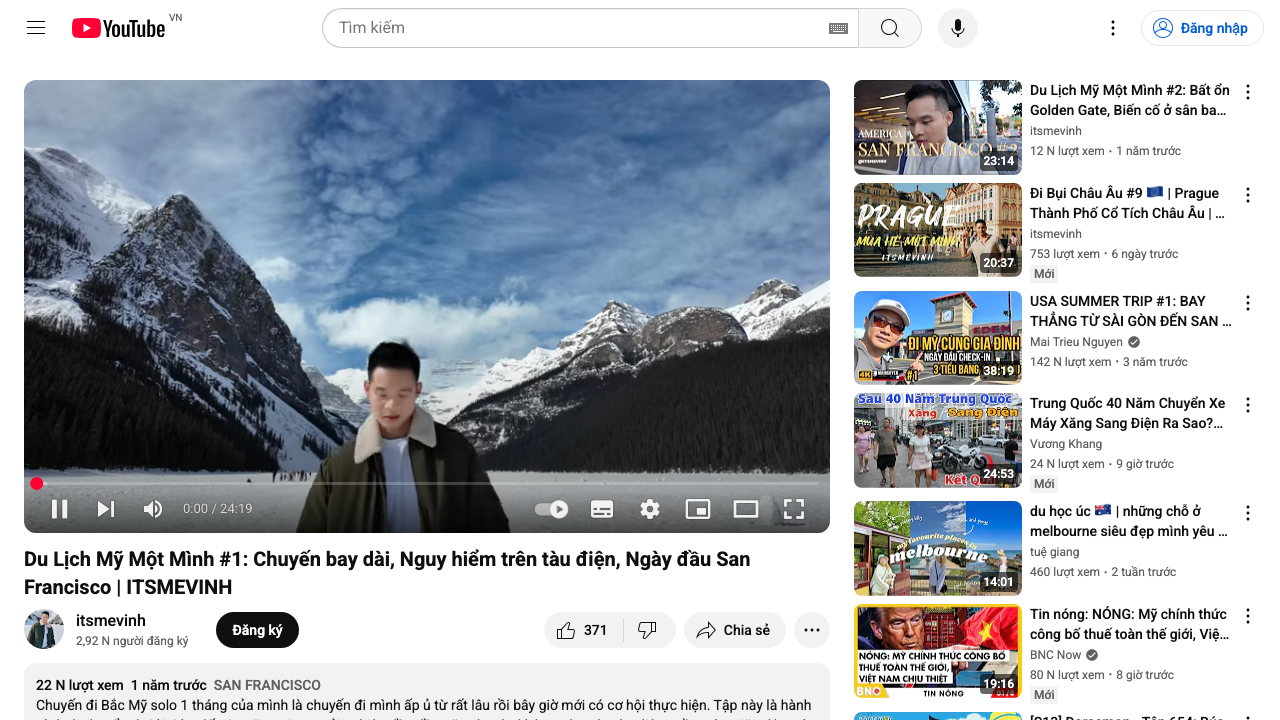 YouTube VN
Tìm kiếm
Đăng nhập
0:00 / 24:19
Du Lịch Mỹ Một Mình #1: Chuyến bay dài, Nguy hiểm trên tàu điện, Ngày đầu San
Francisco | ITSMEVINH
itsmevinh
2,92 N người đăng ký
Đăng ký
371
Chia sẻ
22 N lượt xem 1 năm trước SAN FRANCISCO
Chuyến đi Bắc Mỹ solo 1 tháng của mình là chuyến đi mình ấp ủ từ rất lâu rồi bây giờ mới có cơ hội thực hiện. Tập này là hành
AMERICA
SAN FRANCISCO #2
@ITSMEVINH
23:14
Du Lịch Mỹ Một Mình #2: Bất ổn
Golden Gate, Biến cố ở sân ba…
itsmevinh
12 N lượt xem • 1 năm trước
PRAGUE
MÙA HÈ MỘT MÌNH
ITSMEVINH
20:37
Đi Bụi Châu Âu #9 🇪🇺 | Prague
Thành Phố Cổ Tích Châu Âu | …
itsmevinh
753 lượt xem • 6 ngày trước
Mới
EDEN
ĐI MỸ CÙNG GIA ĐÌNH
NGÀY ĐẦU CHECK-IN
3 TIỂU BANG
4K
#1
38:19
USA SUMMER TRIP #1: BAY
THẲNG TỪ SÀI GÒN ĐẾN SAN …
Mai Trieu Nguyen
142 N lượt xem • 3 năm trước
Sau 40 Năm Trung Quốc
Xăng Sang Điện
Kết Quả
24:53
Trung Quốc 40 Năm Chuyển Xe
Máy Xăng Sang Điện Ra Sao?…
Vương Khang
24 N lượt xem • 9 giờ trước
Mới
my favourite places
melbourne
14:01
du học úc 🇦🇺 | những chỗ ở
melbourne siêu đẹp mình yêu …
tuệ giang
460 lượt xem • 2 tuần trước
NÓNG: MỸ CHÍNH THỨC CÔNG BỐ
THUẾ TOÀN THẾ GIỚI,
VIỆT NAM CHỊU THIỆT
BNC
TIN NÓNG
19:16
Tin nóng: NÓNG: Mỹ chính thức
công bố thuế toàn thế giới, Việ…
BNC Now
80 N lượt xem • 8 giờ trước
Mới